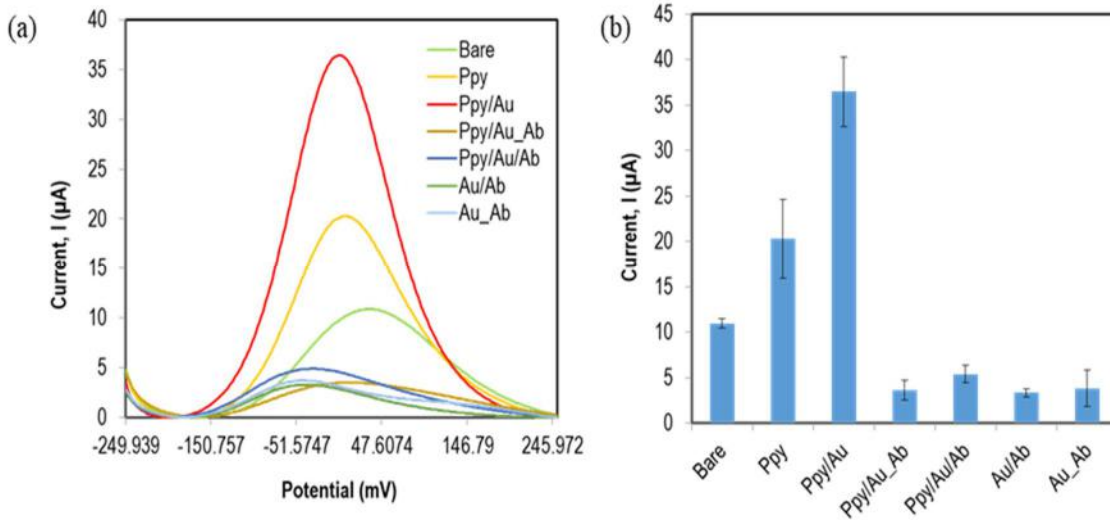 (a)
40
35
30
25
20
15
10
5
0
Current, I (µA)
-249.939 -150.757 -51.5747 47.6074 146.79 245.972
Potential (mV)
Bare
Ppy
Ppy/Au
Ppy/Au_Ab
Ppy/Au/Ab
Au/Ab
Au_Ab
(b)
45
40
35
30
25
20
15
10
5
0
Current, I (µA)
Bare
Ppy
Ppy/Au
Ppy/Au_Ab
Ppy/Au/Ab
Au/Ab
Au_Ab